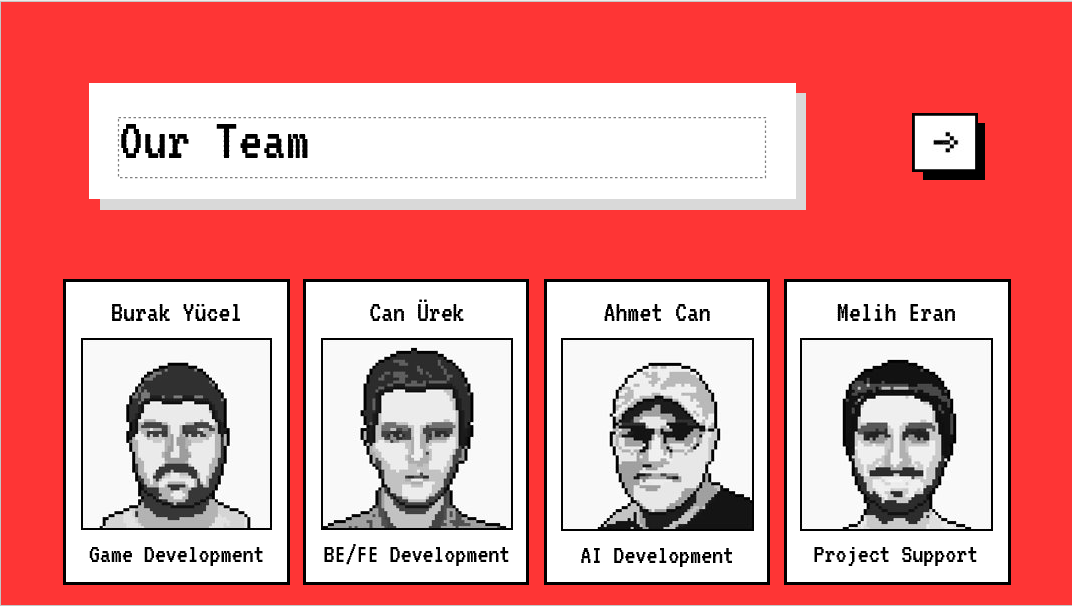 Our Team
Burak Yücel
Can Ürek
Ahmet Can
Melih Eran
Game Development
BE/FE Development
AI Development
Project Support